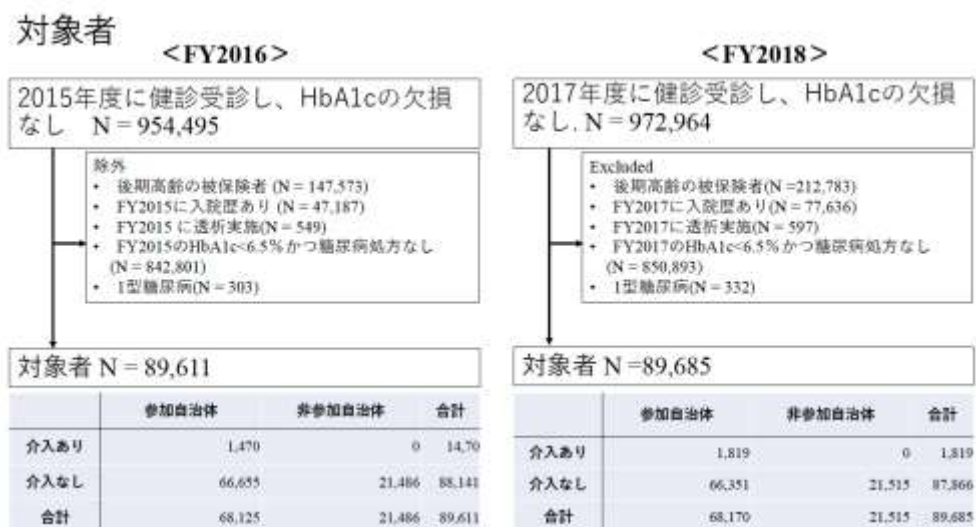 対象者
＜FY2016＞
2015年度に健診受診し、HbA1cの欠損
なし N = 954,495
除外
• 後期高齢の被保険者 (N = 147,573)
• FY2015に入院歴あり (N = 47,187)
• FY2015 に透析実施(N = 549)
• FY2015のHbA1c<6.5%かつ糖尿病処方なし
(N = 842,801)
• 1型糖尿病(N = 303)
対象者 N = 89,611
参加自治体 非参加自治体 合計
介入あり 1,470 0 14,70
介入なし 66,655 21,486 88,141
合計 68,125 21,486 89,611
＜FY2018＞
2017年度に健診受診し、HbA1cの欠損
なし. N = 972,964
Excluded
• 後期高齢の被保険者(N =212,783)
• FY2017に入院歴あり(N = 77,636)
• FY2017に透析実施(N = 597)
• FY2017のHbA1c<6.5%かつ糖尿病処方なし
(N = 850,893)
• 1型糖尿病(N = 332)
対象者 N =89,685
参加自治体 非参加自治体 合計
介入あり 1,819 0 1,819
介入なし 66,351 21,515 87,866
合計 68,170 21,515 89,685